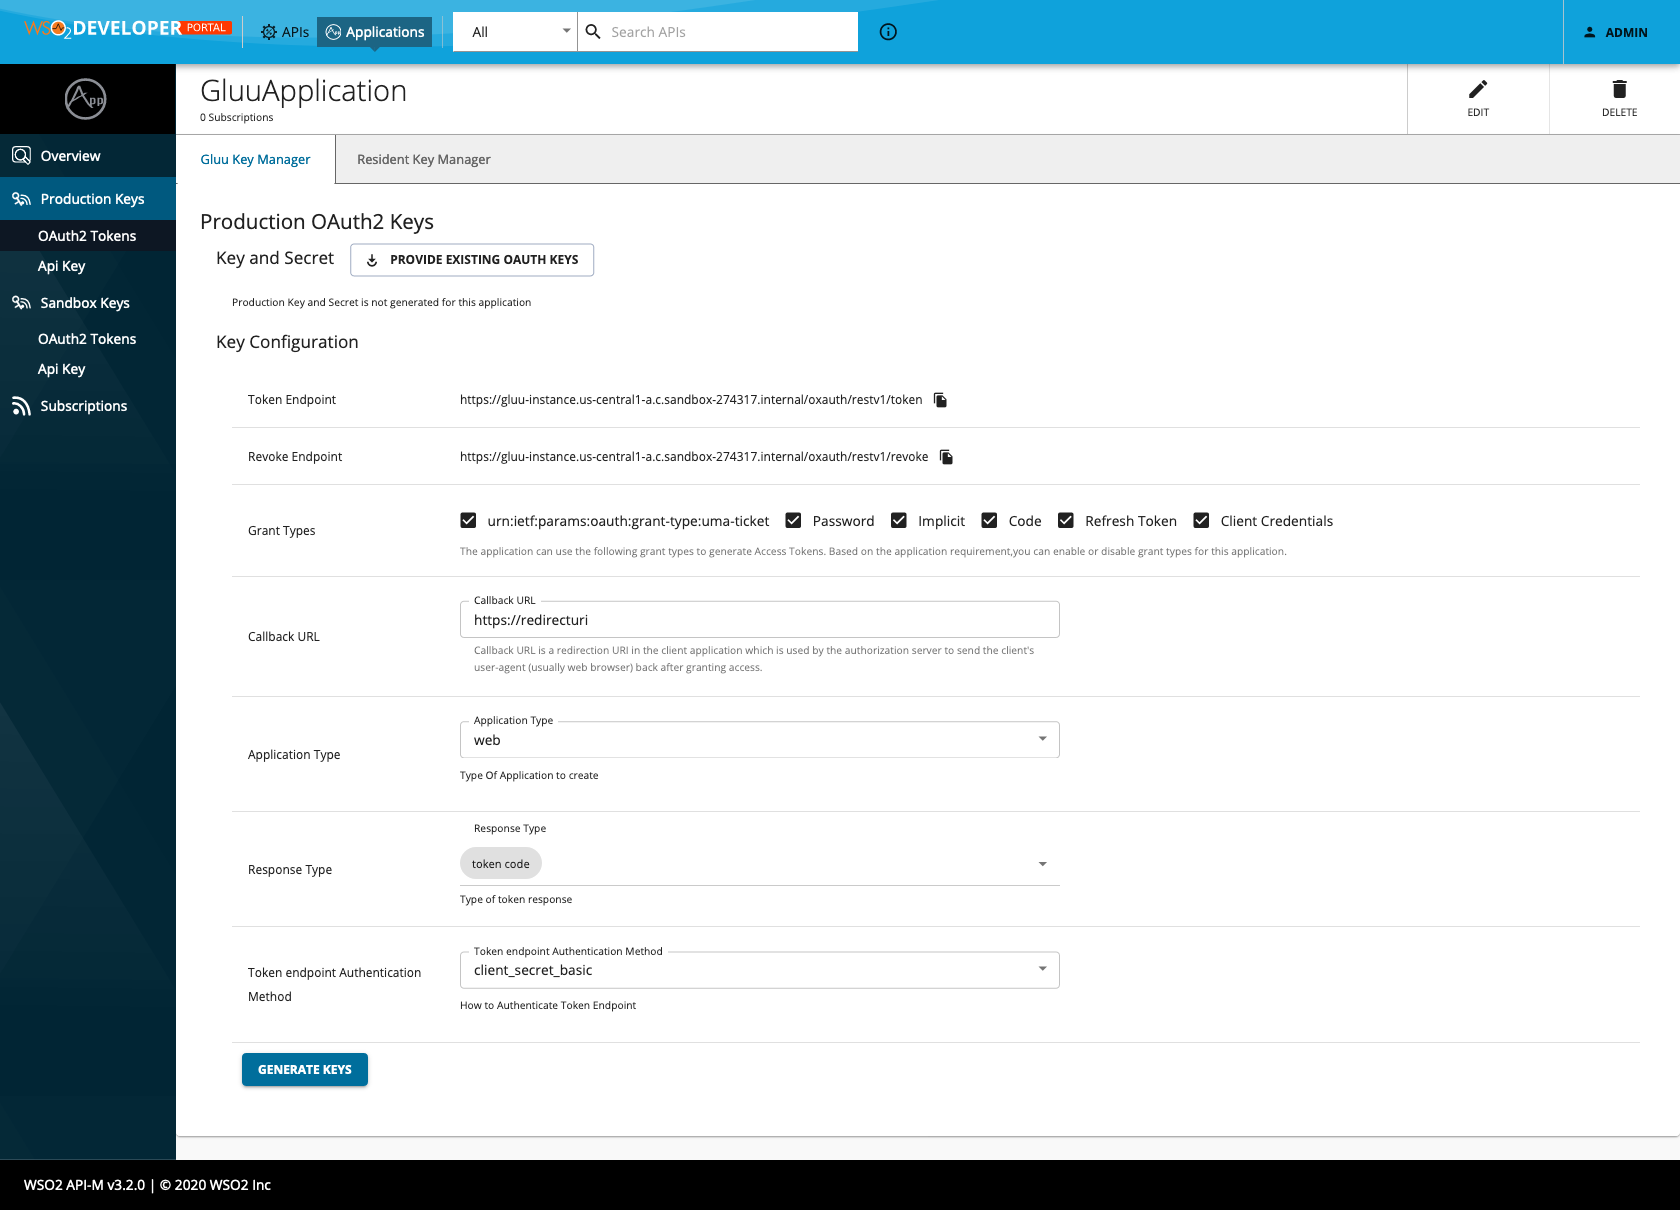 WSO2 DEVELOPER PORTAL
APIs
Applications
All
Search APIs
ADMIN
App
GluuApplication
0 Subscriptions
EDIT
DELETE
Overview
Production Keys
OAuth2 Tokens
Api Key
Sandbox Keys
OAuth2 Tokens
Api Key
Subscriptions
Gluu Key Manager
Resident Key Manager
Production OAuth2 Keys
Key and Secret
PROVIDE EXISTING OAUTH KEYS
Production Key and Secret is not generated for this application
Key Configuration
Token Endpoint
https://gluu-instance.us-central1-a.c.sandbox-274317.internal/oxauth/restv1/token
Revoke Endpoint
https://gluu-instance.us-central1-a.c.sandbox-274317.internal/oxauth/restv1/revoke
Grant Types
urn:ietf:params:oauth:grant-type:uma-ticket
Password
Implicit
Code
Refresh Token
Client Credentials
The application can use the following grant types to generate Access Tokens. Based on the application requirement,you can enable or disable grant types for this application.
Callback URL
Callback URL
https://redirecturi
Callback URL is a redirection URI in the client application which is used by the authorization server to send the client's
user-agent (usually web browser) back after granting access.
Application Type
Application Type
web
Type Of Application to create
Response Type
Response Type
token code
Type of token response
Token endpoint Authentication
Method
Token endpoint Authentication Method
client_secret_basic
How to Authenticate Token Endpoint
GENERATE KEYS
WSO2 API-M v3.2.0 | © 2020 WSO2 Inc